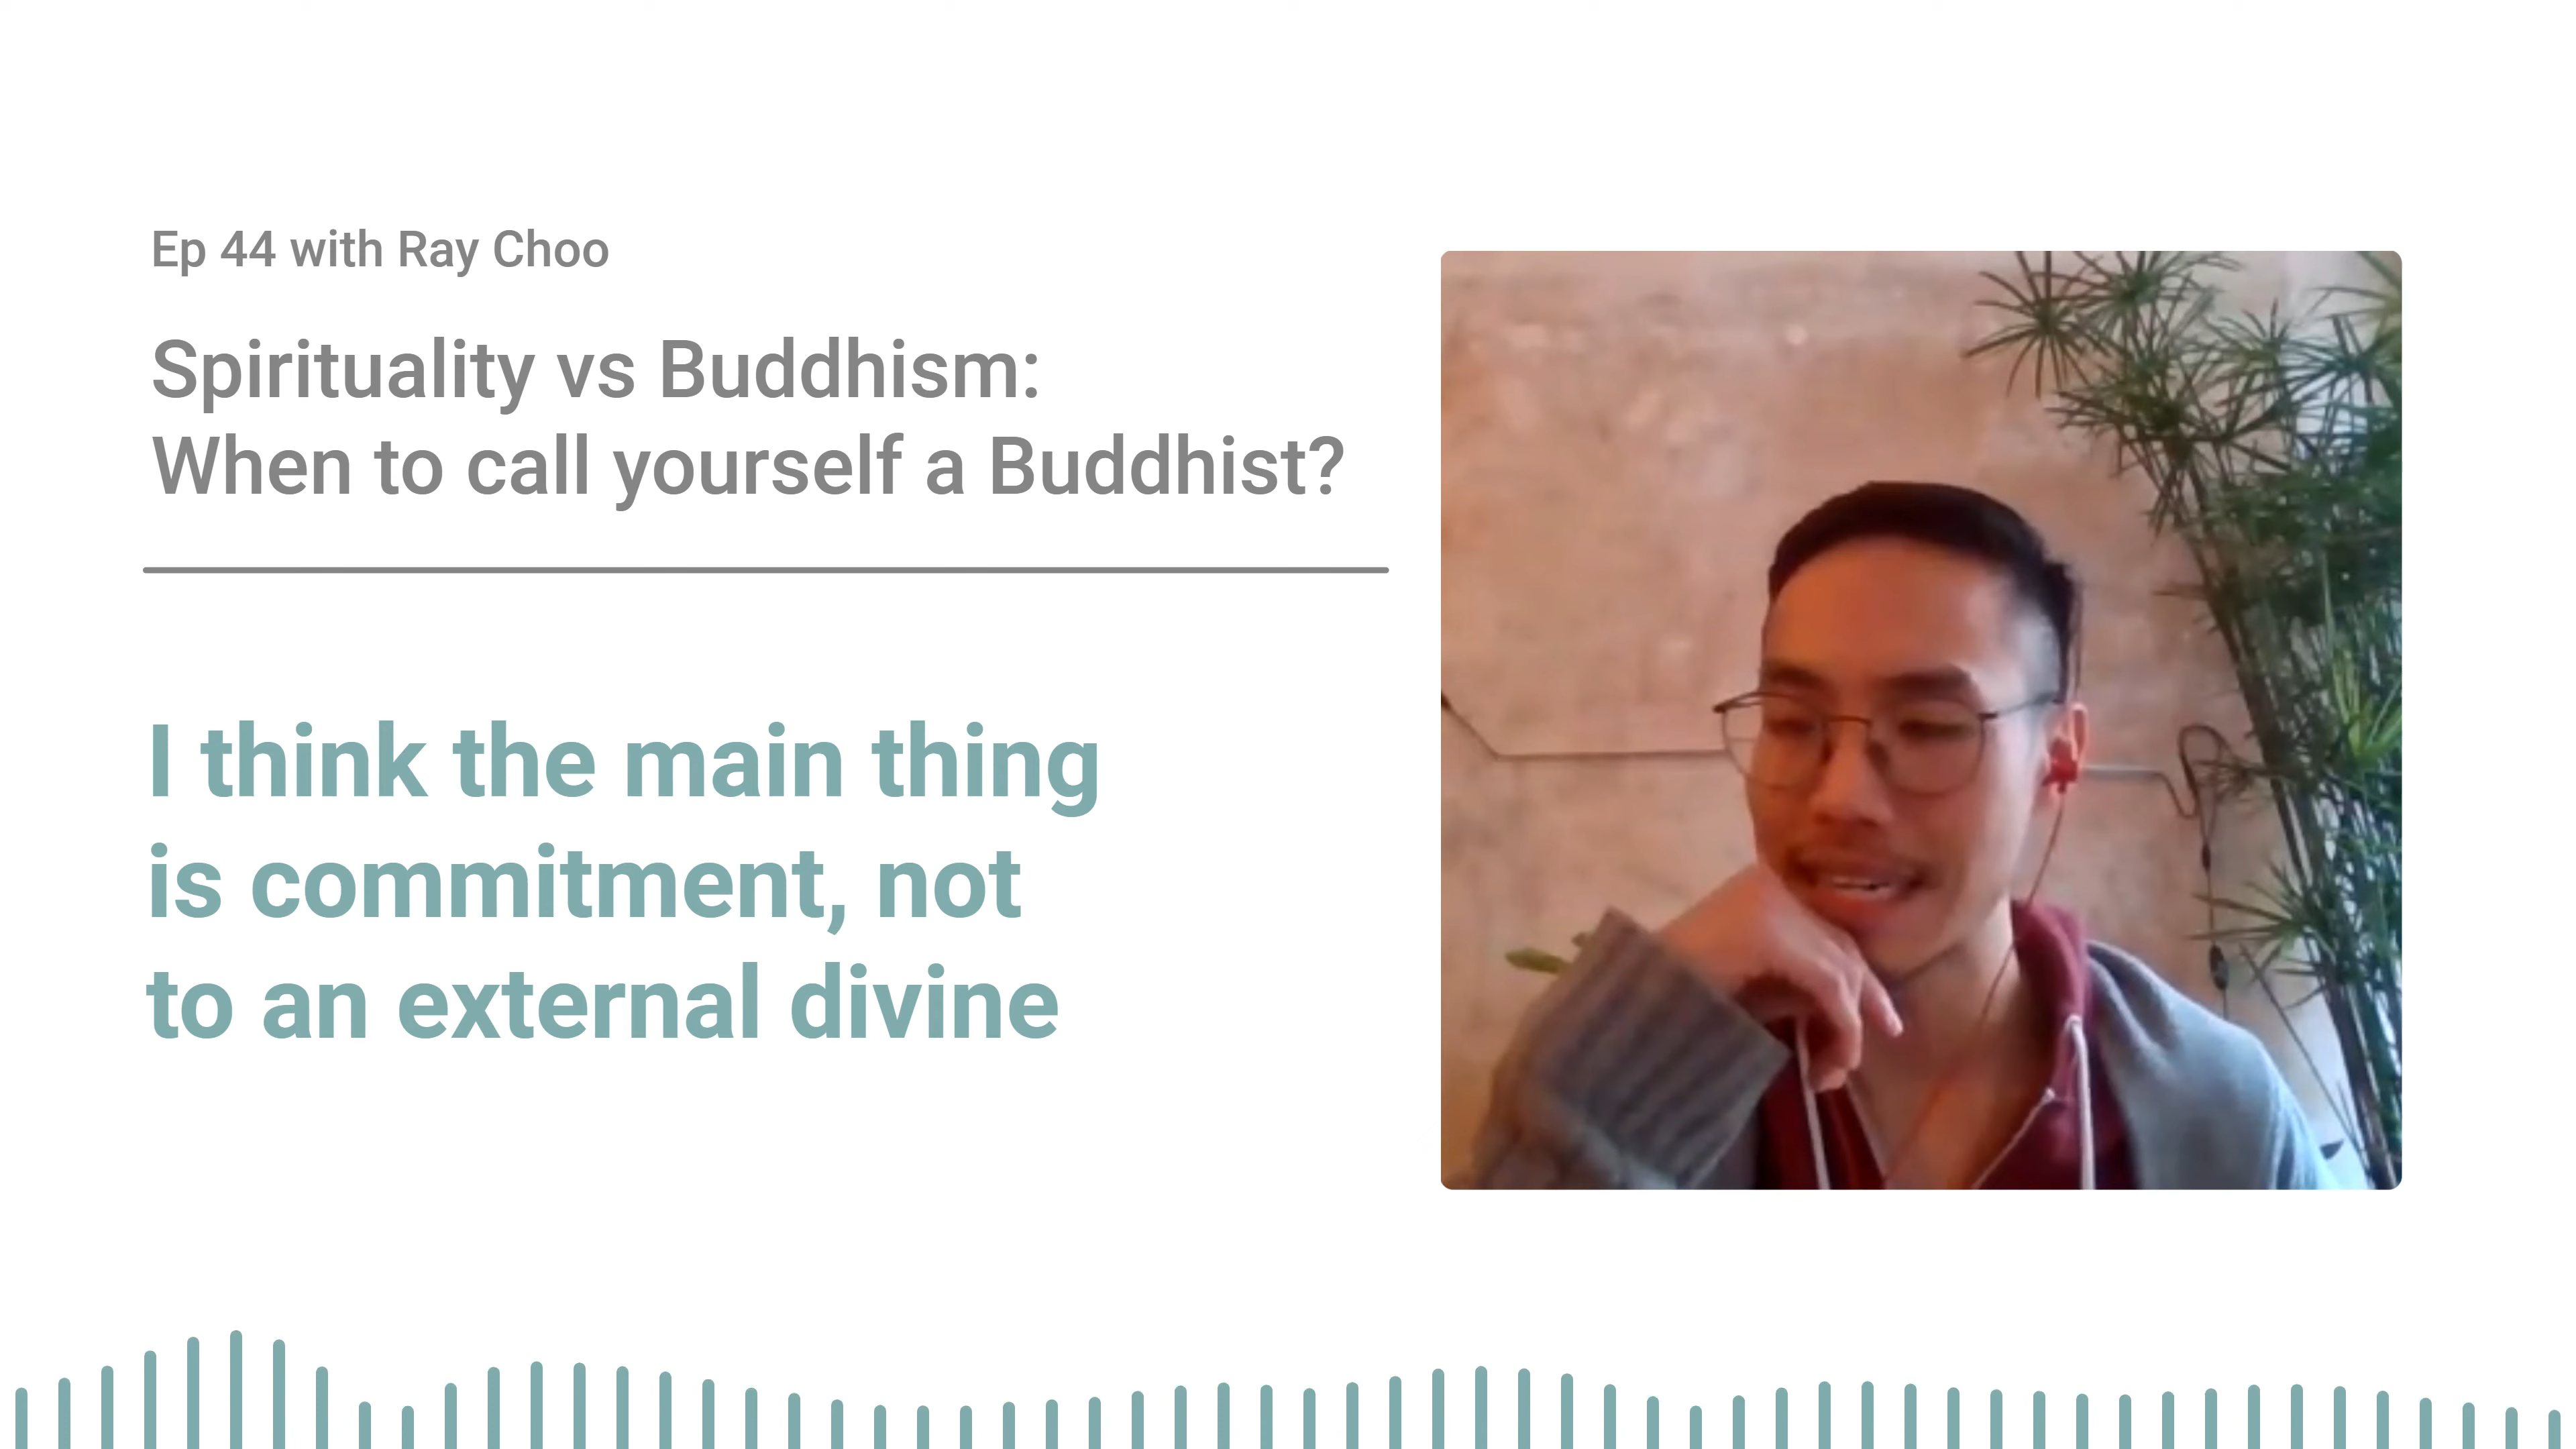 Ep 44 with Ray Choo
Spirituality vs Buddhism:
When to call yourself a Buddhist?
I think the main thing
is commitment, not
to an external divine